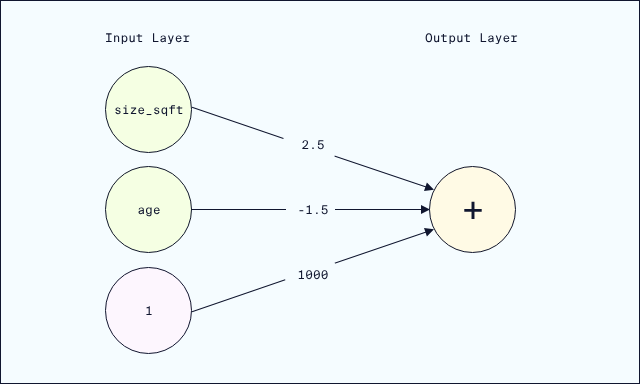 Input Layer
Output Layer
size_sqft
2.5
age
-1.5
+
1000
1